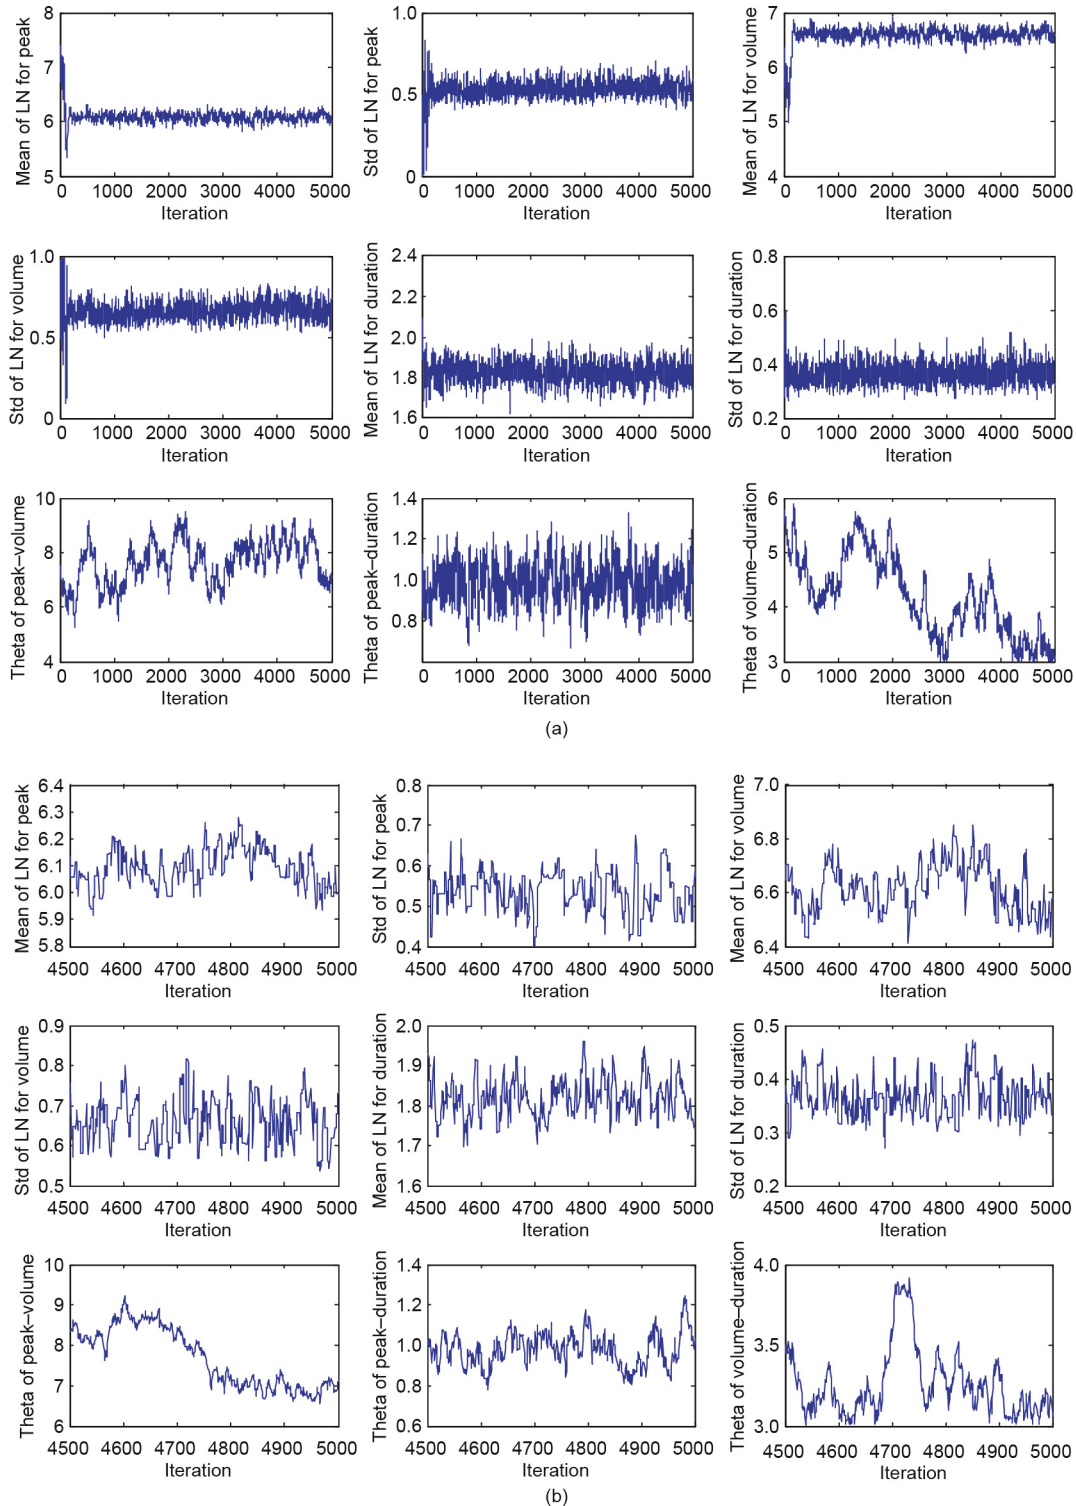 Mean of LN for peak
7
6
5
0 1000 2000 3000 4000 5000
Iteration
8
Std of LN for peak
1.0
0.5
0
0 1000 2000 3000 4000 5000
Iteration
Mean of LN for volume
7
6
5
4
0 1000 2000 3000 4000 5000
Iteration
Std of LN for volume
1.0
0.5
0
0 1000 2000 3000 4000 5000
Iteration
Mean of LN for duration
2.4
2.2
2.0
1.8
1.6
0 1000 2000 3000 4000 5000
Iteration
Std of LN for duration
0.8
0.6
0.4
0.2
0 1000 2000 3000 4000 5000
Iteration
Theta of peak–volume
10
8
6
4
0 1000 2000 3000 4000 5000
Iteration
Theta of peak–duration
1.4
1.2
1.0
0.8
0 1000 2000 3000 4000 5000
Iteration
Theta of volume–duration
6
5
4
3
0 1000 2000 3000 4000 5000
Iteration
(a)
Mean of LN for peak
6.4
6.3
6.2
6.1
6.0
5.9
5.8
4500 4600 4700 4800 4900 5000
Iteration
Std of LN for peak
0.8
0.7
0.6
0.5
0.4
4500 4600 4700 4800 4900 5000
Iteration
Mean of LN for volume
7.0
6.8
6.6
6.4
4500 4600 4700 4800 4900 5000
Iteration
Std of LN for volume
0.9
0.8
0.7
0.6
0.5
4500 4600 4700 4800 4900 5000
Iteration
Mean of LN for duration
2.0
1.9
1.8
1.7
1.6
4500 4600 4700 4800 4900 5000
Iteration
Std of LN for duration
0.5
0.4
0.3
0.2
4500 4600 4700 4800 4900 5000
Iteration
Theta of peak–volume
10
9
8
7
6
4500 4600 4700 4800 4900 5000
Iteration
Theta of peak–duration
1.4
1.2
1.0
0.8
0.6
4500 4600 4700 4800 4900 5000
Iteration
Theta of volume–duration
4.0
3.5
3.0
4500 4600 4700 4800 4900 5000
Iteration
(b)